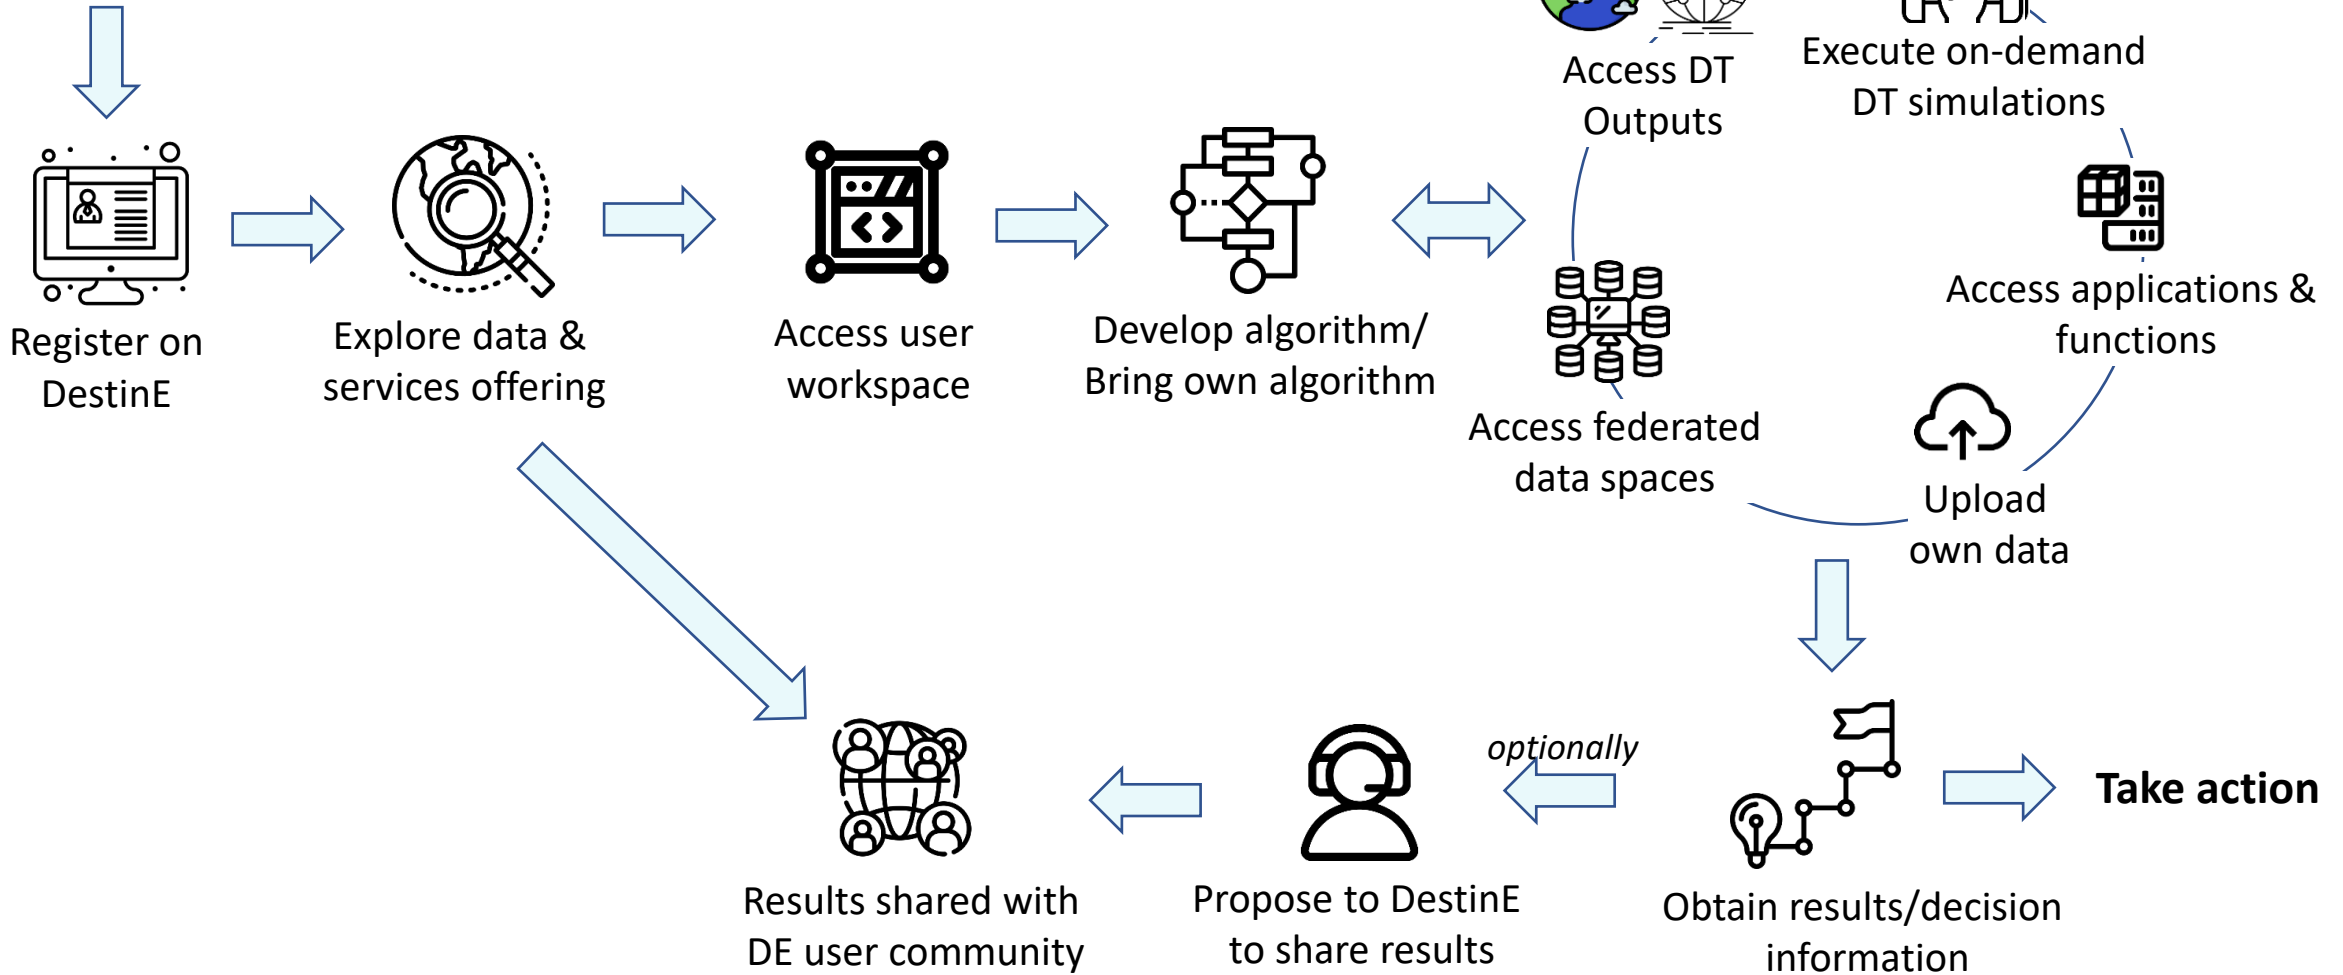 Access DT
Outputs
Execute on-demand
DT simulations
Register on
DestinE
Explore data &
services offering
Access user
workspace
Develop algorithm/
Bring own algorithm
Access applications &
functions
Access federated
data spaces
Upload
own data
optionally
Take action
Results shared with
DE user community
Propose to DestinE
to share results
Obtain results/decision
information